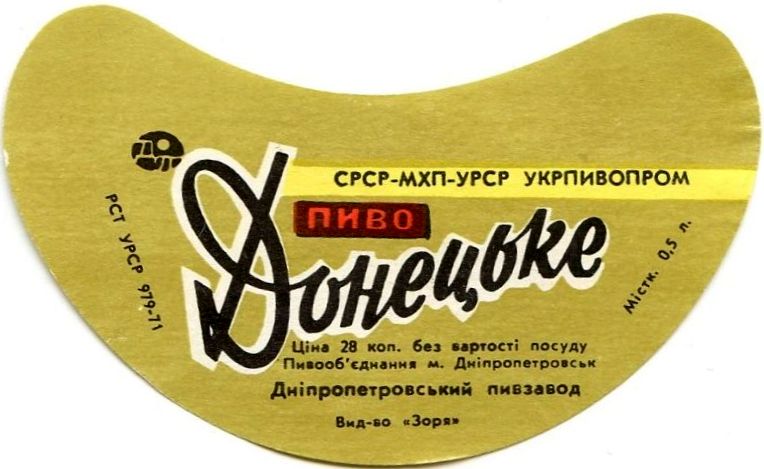 СРСР-МХП-УРСР УКРПИВОПРОМ
ПИВО
Донецьке
РСТ УРСР 979-71
Містк. 0,5 л.
Ціна 28 коп. без вартості посуду
Пивооб'єднання м. Дніпропетровськ
Дніпропетровський пивзавод
Вид-во «Зоря»